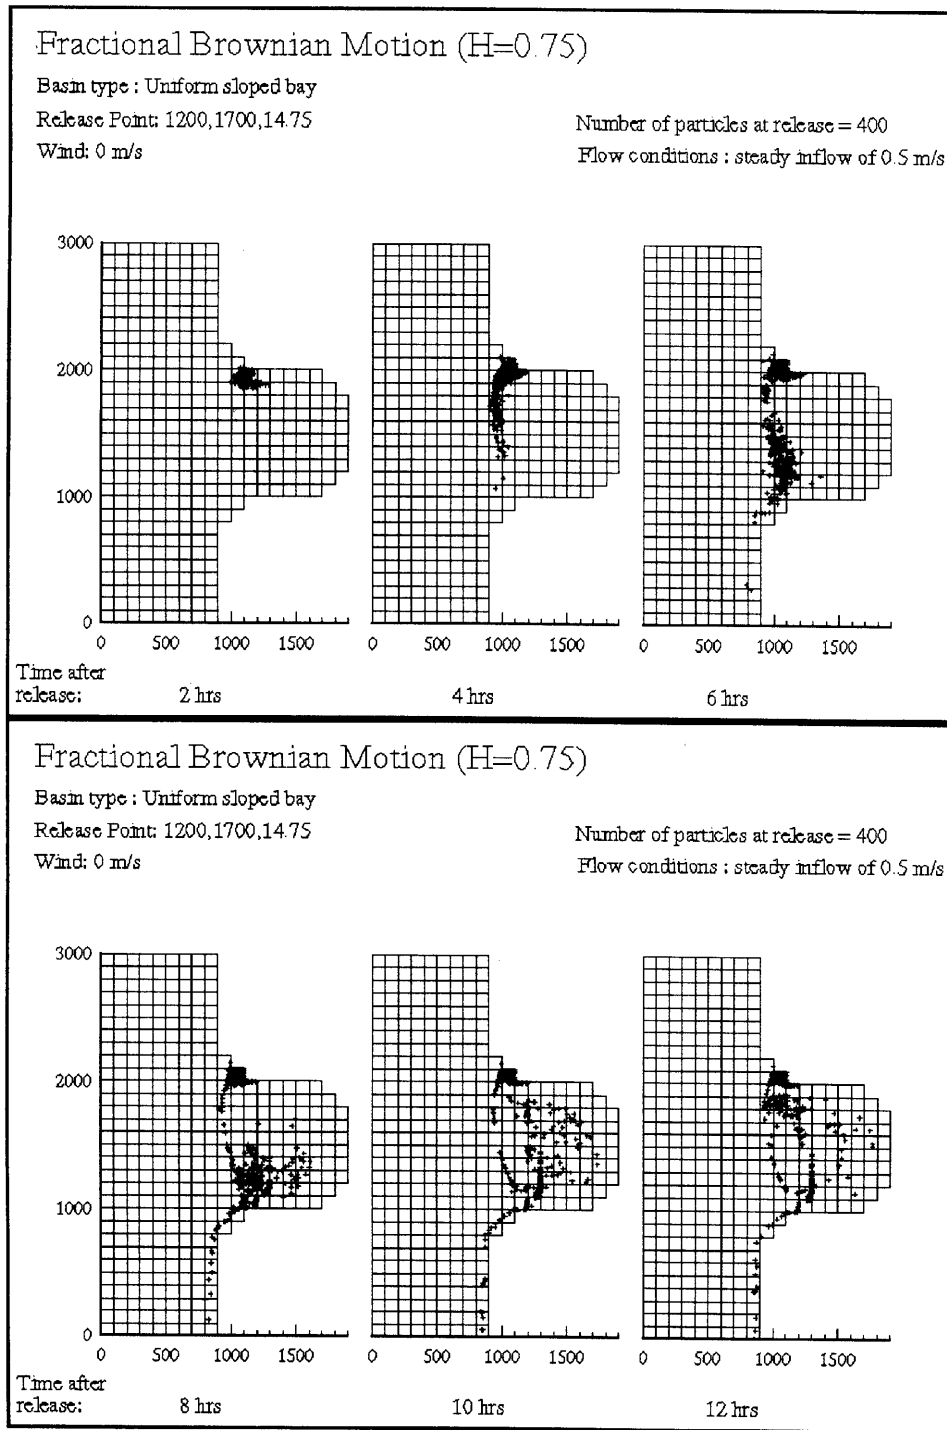 Fractional Brownian Motion (H=0.75)
Basin type : Uniform sloped bay
Release Point: 1200,1700,14.75
Number of particles at release = 400
Wind: 0 m/s
Flow conditions : steady inflow of 0.5 m/s
3000
2000
1000
0
0 500 1000 1500 0 500 1000 1500 0 500 1000 1500
Time after
release: 2 hrs 4 hrs 6 hrs
Fractional Brownian Motion (H=0.75)
Basin type : Uniform sloped bay
Release Point: 1200,1700,14.75
Number of particles at release = 400
Wind: 0 m/s
Flow conditions : steady inflow of 0.5 m/s
3000
2000
1000
0
0 500 1000 1500 0 500 1000 1500 0 500 1000 1500
Time after
release: 8 hrs 10 hrs 12 hrs